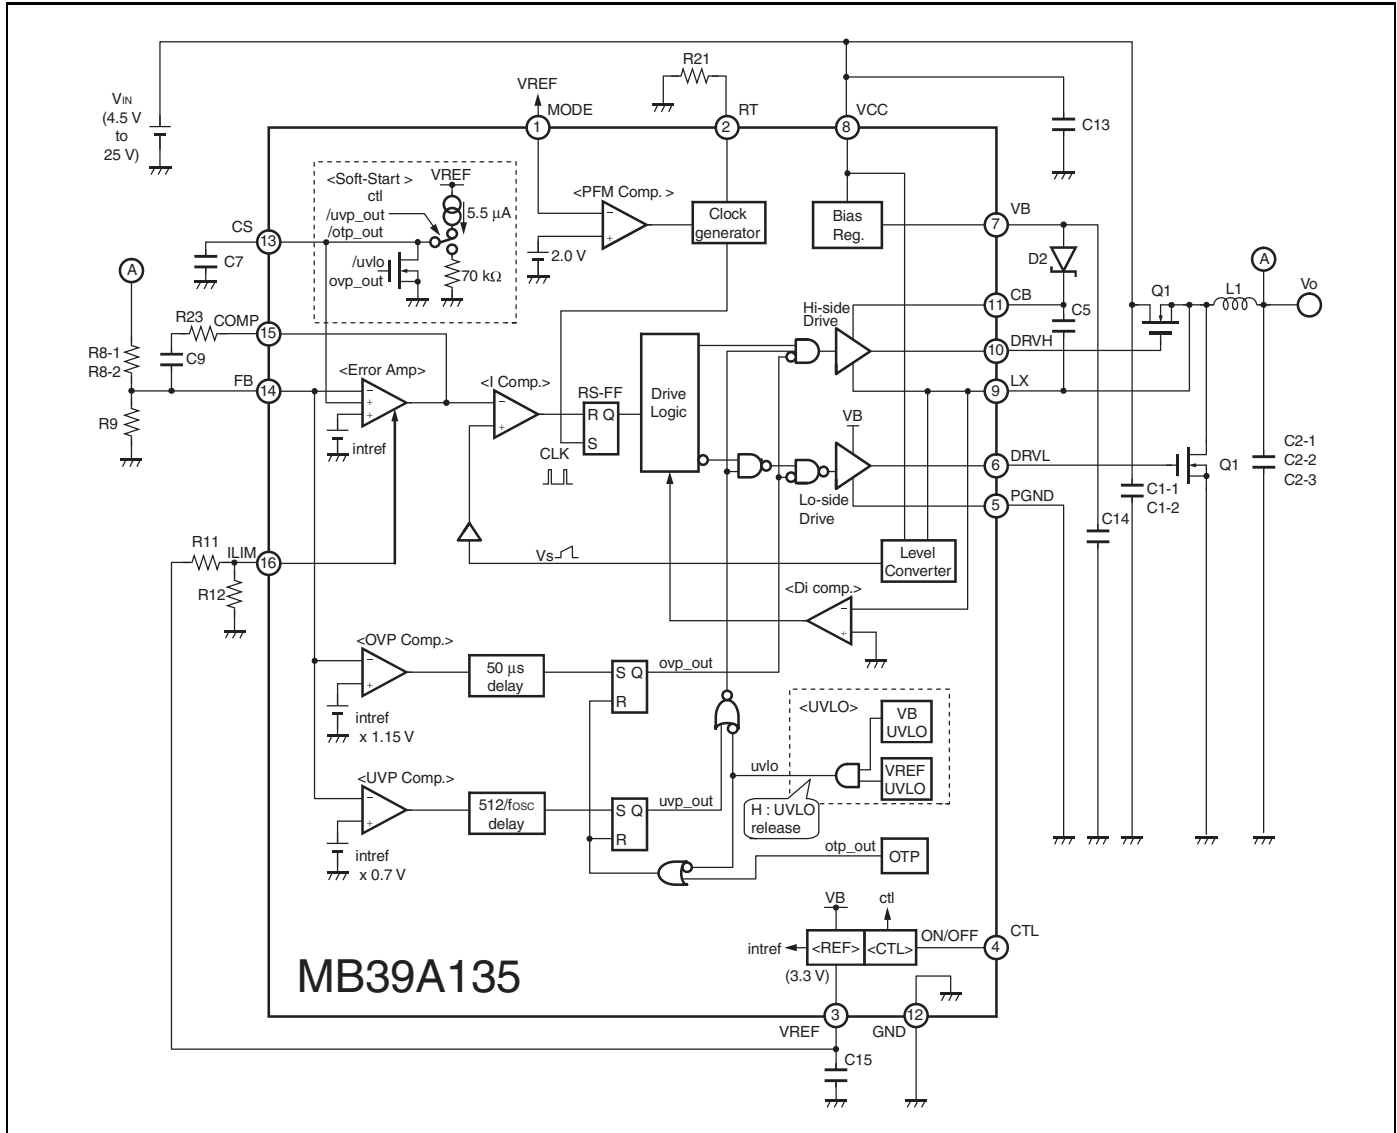 VIN
(4.5 V
to
25 V)
R21
VREF
MODE
RT
VCC
1
2
8
C13
<Soft-Start >
ctl
/uvp_out
/otp_out
VREF
5.5 μA
/uvlo
ovp_out
70 kΩ
<PFM Comp. >
−
+
2.0 V
Clock
generator
Bias
Reg.
7
VB
D2
CS
13
C7
A
R23
COMP
15
C9
R8-1
R8-2
FB
14
R9
<Error Amp>
−
+
+
intref
<I Comp.>
−
+
RS-FF
R Q
S
CLK
Drive
Logic
Hi-side
Drive
11
CB
C5
10
DRVH
9
LX
Q1
L1
A
Vo
VB
Lo-side
Drive
6
DRVL
5
PGND
Q1
C2-1
C2-2
C2-3
C1-1
C1-2
C14
R11
ILIM
16
R12
Vs
Level
Converter
<Di comp.>
−
+
<OVP Comp.>
−
+
intref
x 1.15 V
50 μs
delay
S Q
R
ovp_out
<UVLO>
VB
UVLO
VREF
UVLO
uvlo
H : UVLO
release
<UVP Comp.>
−
+
intref
x 0.7 V
512/fOSC
delay
S Q
R
uvp_out
otp_out
OTP
VB
ctl
intref
<REF>
<CTL>
ON/OFF
4
CTL
(3.3 V)
MB39A135
3
12
VREF
GND
C15